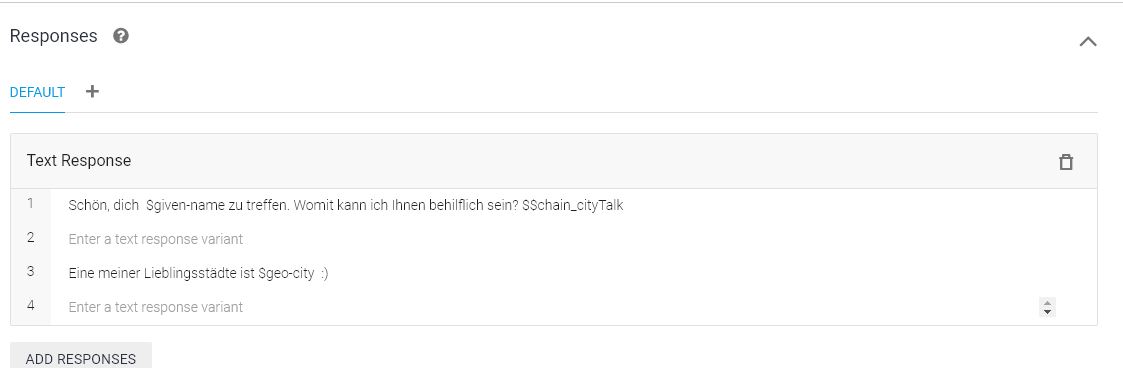 Responses ?
DEFAULT +
Text Response
1 Schön, dich $given-name zu treffen. Womit kann ich Ihnen behilflich sein? $$chain_cityTalk
2 Enter a text response variant
3 Eine meiner Lieblingsstädte ist $geo-city :)
4 Enter a text response variant
ADD RESPONSES